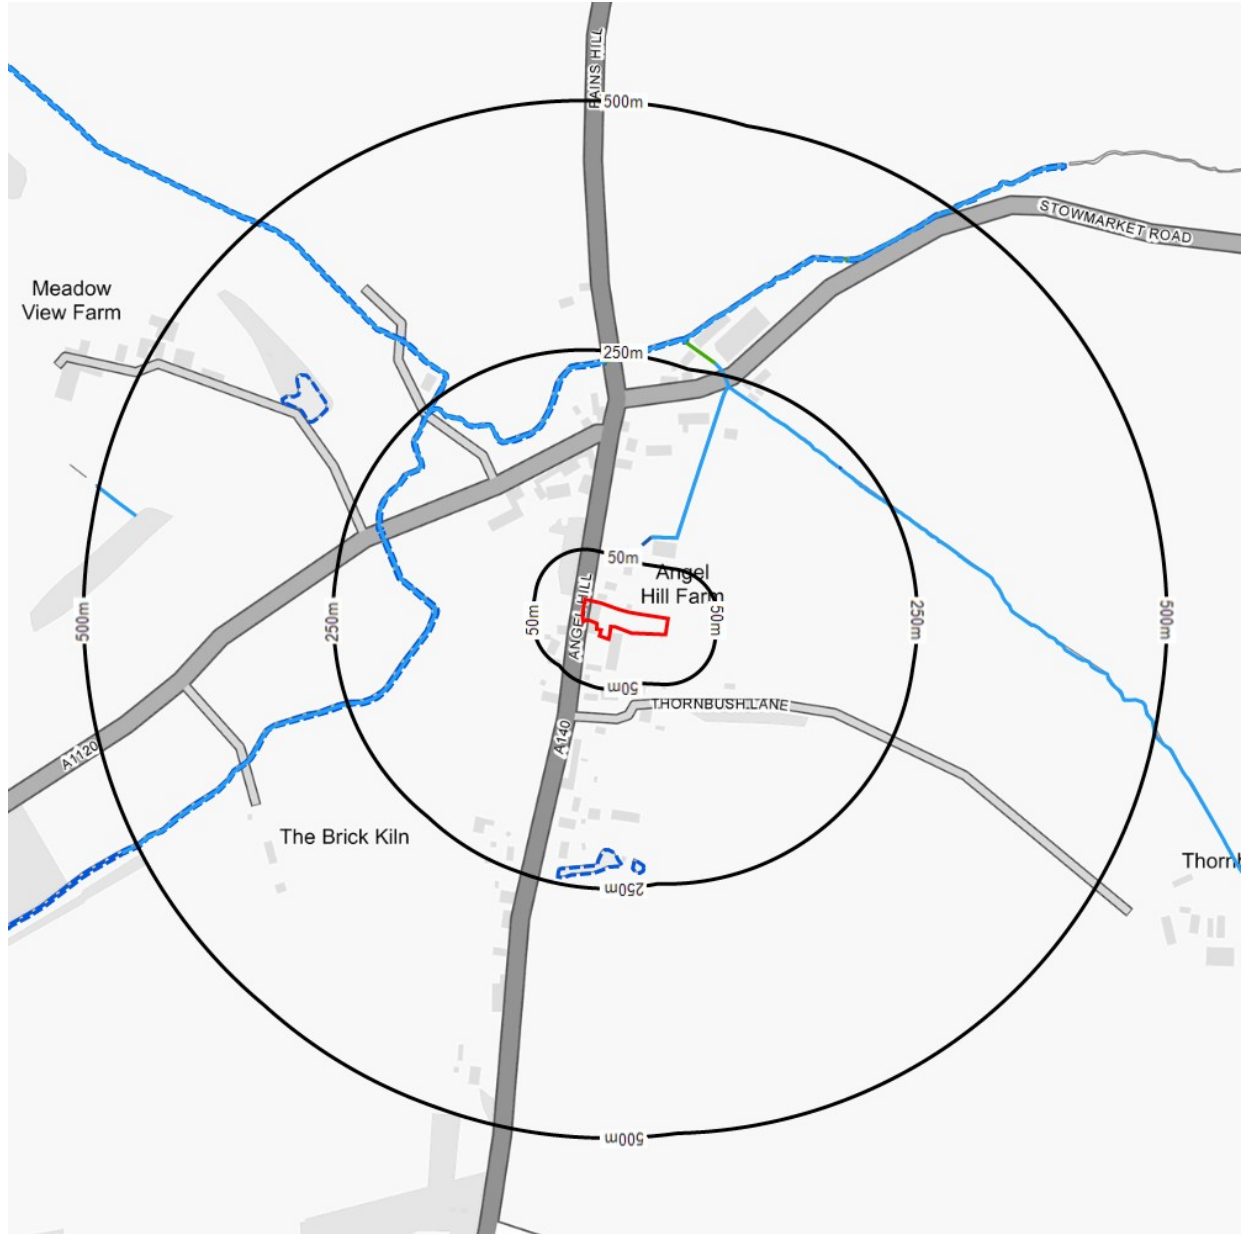 RAINS HILL
500m
STOWMARKET ROAD
Meadow
View Farm
250m
50m
Angel
Hill Farm
ANGEL HILL
500m
250m
50m
50m
250m
500m
50m
THORNBUSH LANE
A140
A1120
The Brick Kiln
250m
Thornh
500m